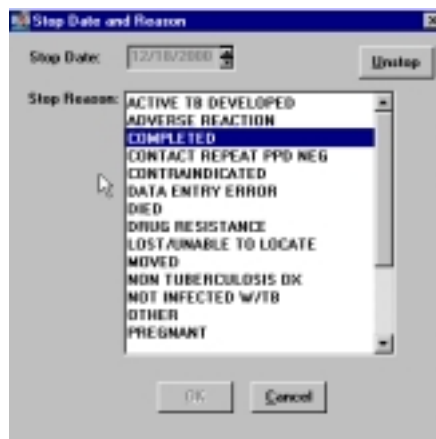 Stop Date and Reason
Stop Date: 12/18/2000
Unstop
Stop Reason:
ACTIVE TB DEVELOPED
ADVERSE REACTION
COMPLETED
CONTACT REPEAT PPD NEG
CONTRAINDICATED
DATA ENTRY ERROR
DIED
DRUG RESISTANCE
LOST/UNABLE TO LOCATE
MOVED
NON TUBERCULOSIS DX
NOT INFECTED W/TB
OTHER
PREGNANT
OK
Cancel